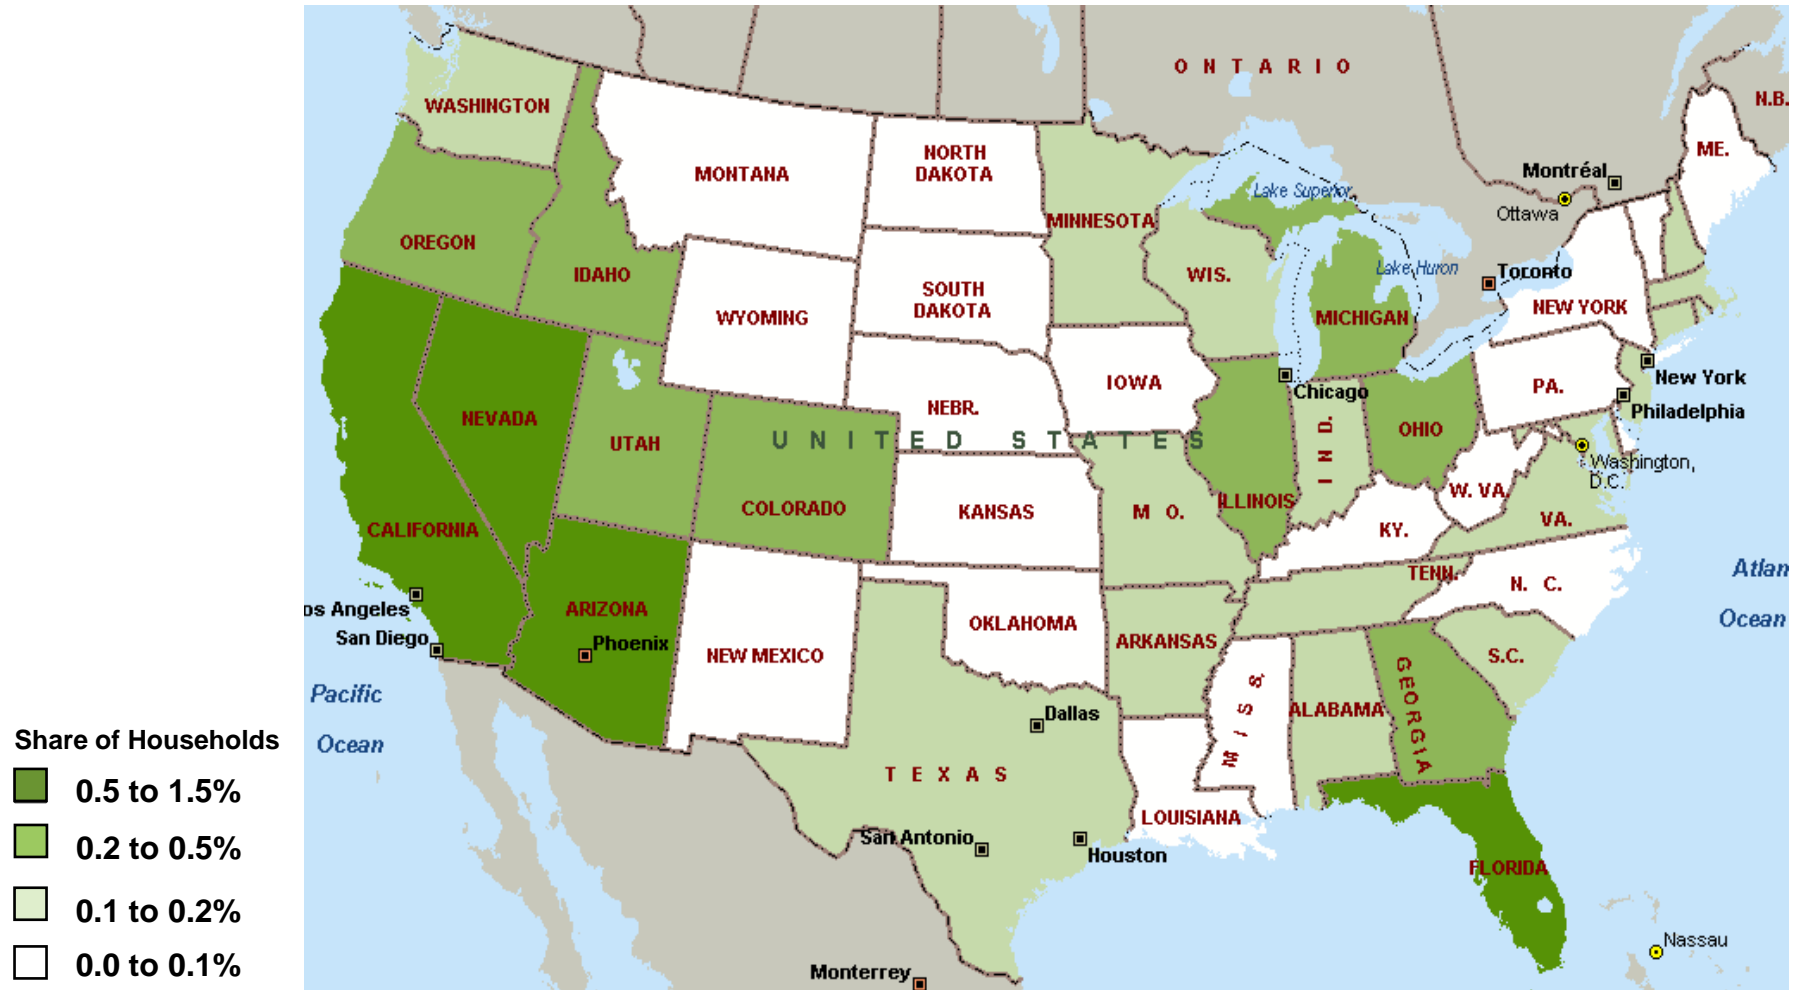 ONTARIO
N.B.
WASHINGTON
MONTANA
NORTH
DAKOTA
ME.
Montréal
Ottawa
Lake Superior
MINNESOTA
OREGON
IDAHO
WIS.
Lake Huron
Toronto
SOUTH
DAKOTA
WYOMING
MICHIGAN
NEW YORK
New York
IOWA
Chicago
PA.
Philadelphia
NEBR.
NEVADA
UTAH
UNITED STATES
IND.
OHIO
Washington,
D.C.
COLORADO
KANSAS
MO.
ILLINOIS
W. VA.
VA.
CALIFORNIA
KY.
Atlan
Ocean
TENN.
N. C.
os Angeles
San Diego
ARIZONA
Phoenix
NEW MEXICO
OKLAHOMA
ARKANSAS
S.C.
Pacific
Ocean
Dallas
MISS.
ALABAMA
GEORGIA
TEXAS
LOUISIANA
San Antonio
Houston
FLORIDA
Nassau
Monterrey
Share of Households
0.5 to 1.5%
0.2 to 0.5%
0.1 to 0.2%
0.0 to 0.1%